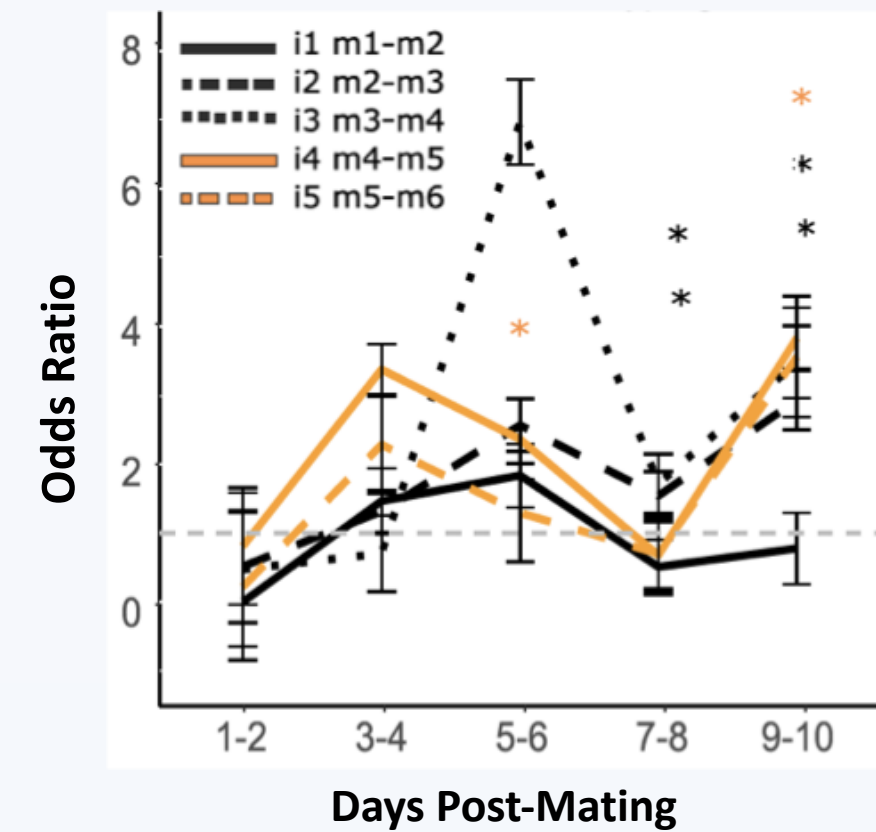 8
i1 m1-m2
i2 m2-m3
i3 m3-m4
i4 m4-m5
i5 m5-m6
6
4
2
0
Odds Ratio
1-2 3-4 5-6 7-8 9-10
Days Post-Mating